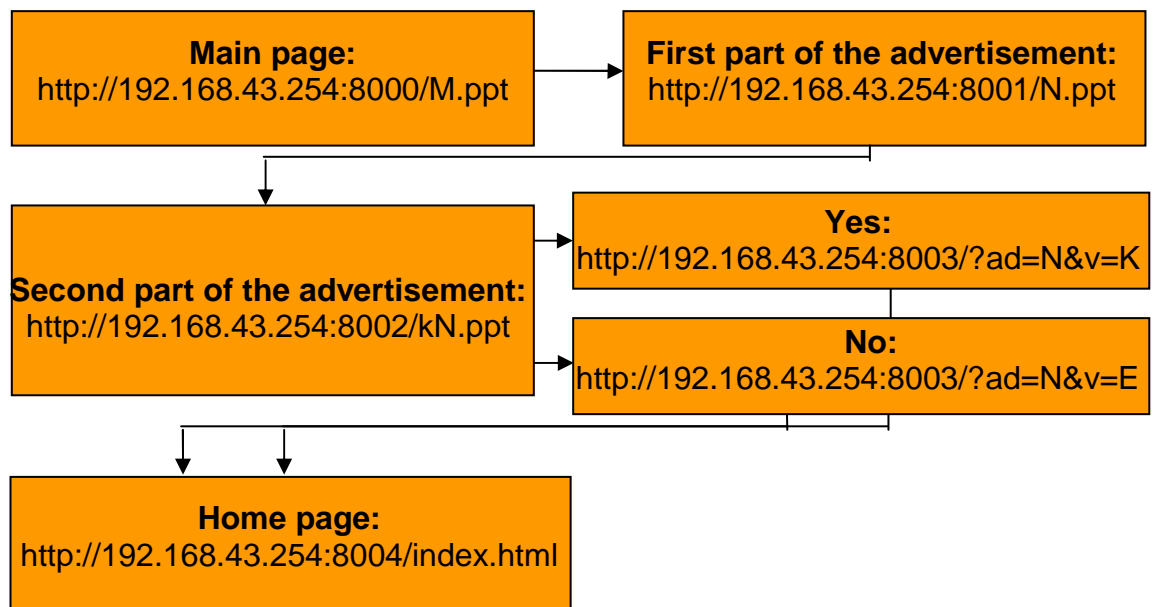 Main page:
http://192.168.43.254:8000/M.ppt
First part of the advertisement:
http://192.168.43.254:8001/N.ppt
Second part of the advertisement:
http://192.168.43.254:8002/kN.ppt
Yes:
http://192.168.43.254:8003/?ad=N&v=K
No:
http://192.168.43.254:8003/?ad=N&v=E
Home page:
http://192.168.43.254:8004/index.html